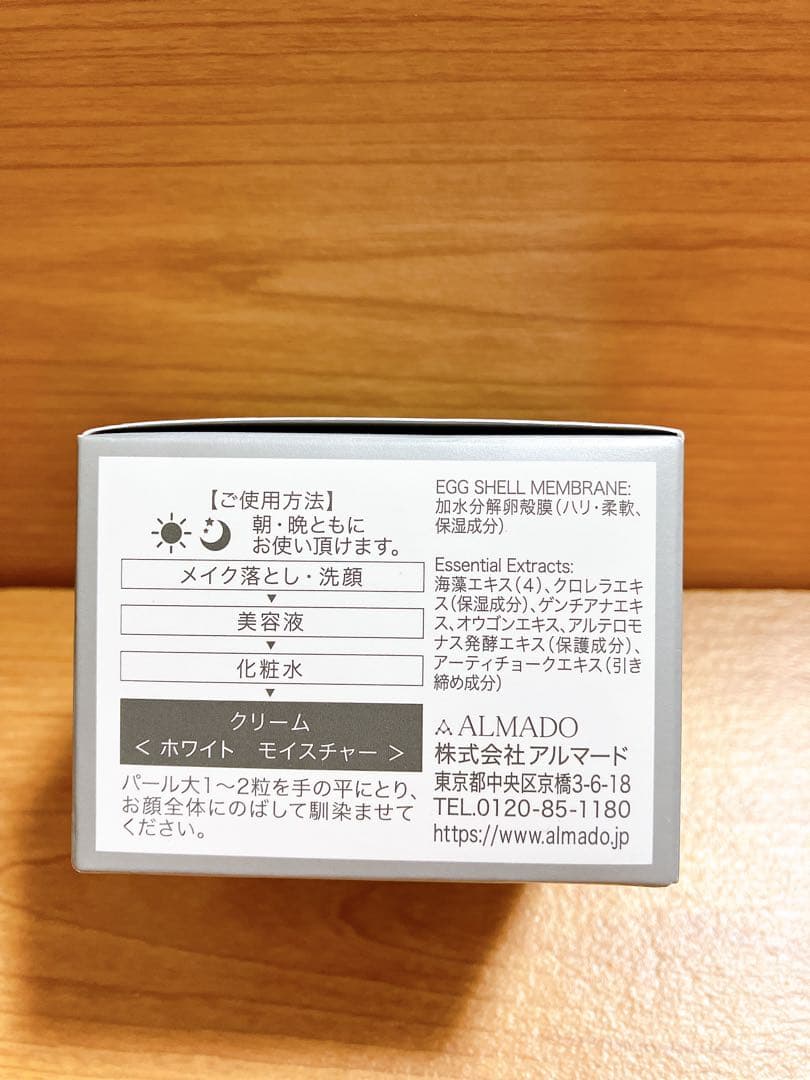 【ご使用方法】
朝・晩ともに
お使い頂けます。
メイク落とし・洗顔
▼
美容液
▼
化粧水
▼
クリーム
< ホワイト モイスチャー >
パール大1〜2粒を手の平にとり、
お顔全体にのばして馴染ませて
ください。
EGG SHELL MEMBRANE:
加水分解卵殻膜(ハリ・柔軟、
保湿成分)
Essential Extracts:
海藻エキス(4)、クロレラエキ
ス(保湿成分)、ゲンチアナエキ
ス、オウゴンエキス、アルテロモ
ナス発酵エキス(保護成分)、
アーティチョークエキス(引き
締め成分)
ALMADO
株式会社アルマード
東京都中央区京橋3-6-18
TEL.0120-85-1180
https://www.almado.jp